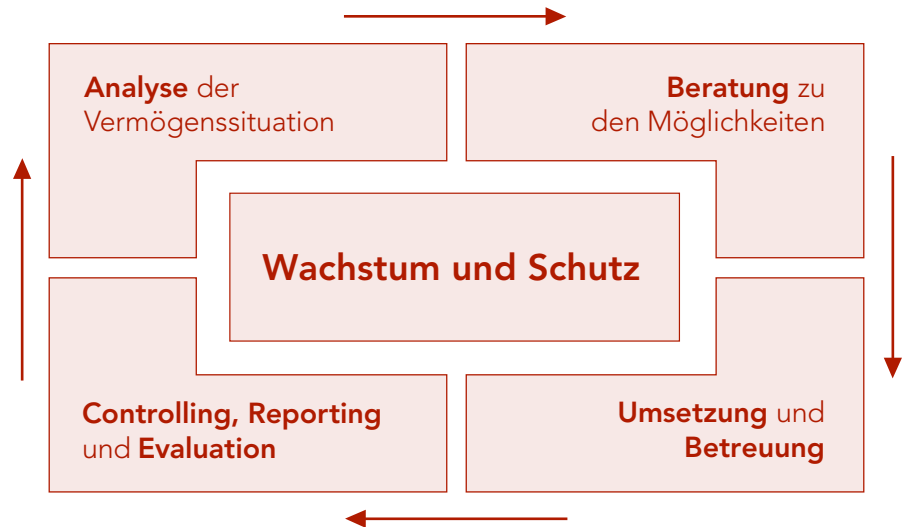 Analyse der
Vermögenssituation
Beratung zu
den Möglichkeiten
Wachstum und Schutz
Controlling, Reporting
und Evaluation
Umsetzung und
Betreuung